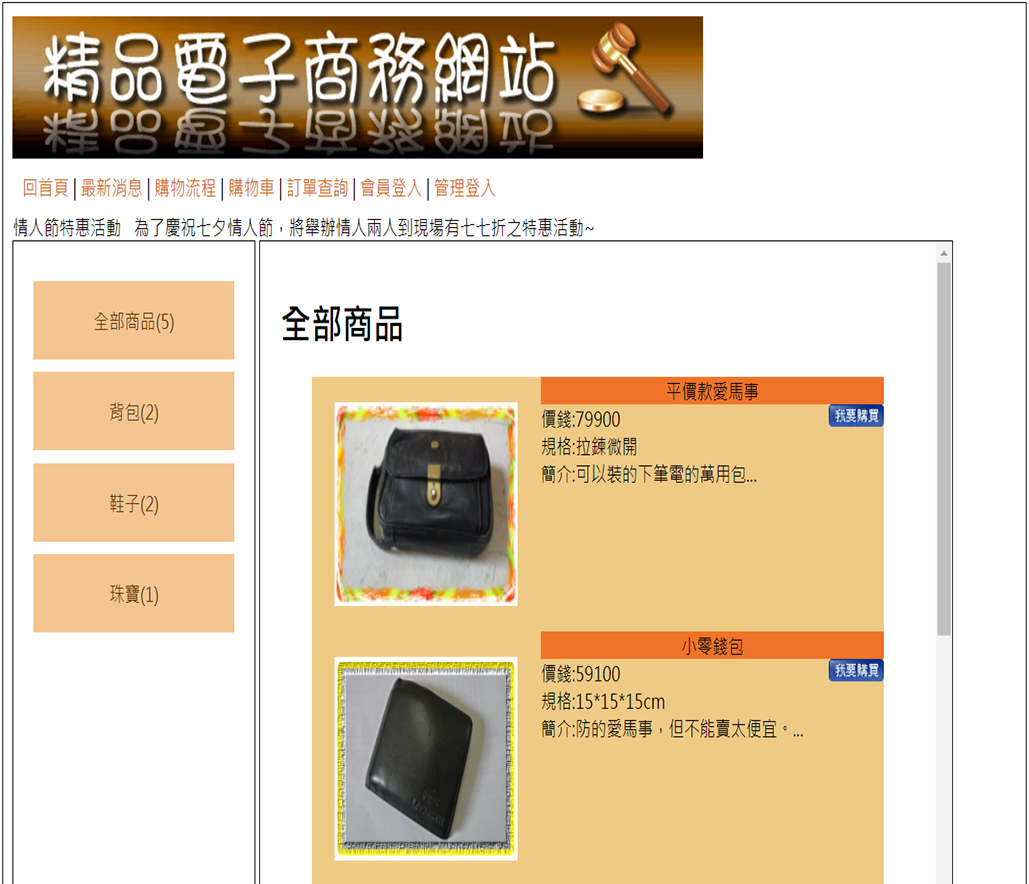 精品電子商務網站
回首頁 | 最新消息 | 購物流程 | 購物車 | 訂單查詢 | 會員登入 | 管理登入
情人節特惠活動 為了慶祝七夕情人節，將舉辦情人兩人到現場有七七折之特惠活動~
全部商品(5)
背包(2)
鞋子(2)
珠寶(1)
全部商品
平價款愛馬事
價錢:79900
我要購買
規格:拉鍊微開
簡介:可以裝的下筆電的萬用包...
小零錢包
價錢:59100
我要購買
規格:15*15*15cm
簡介:防的愛馬事，但不能賣太便宜。...